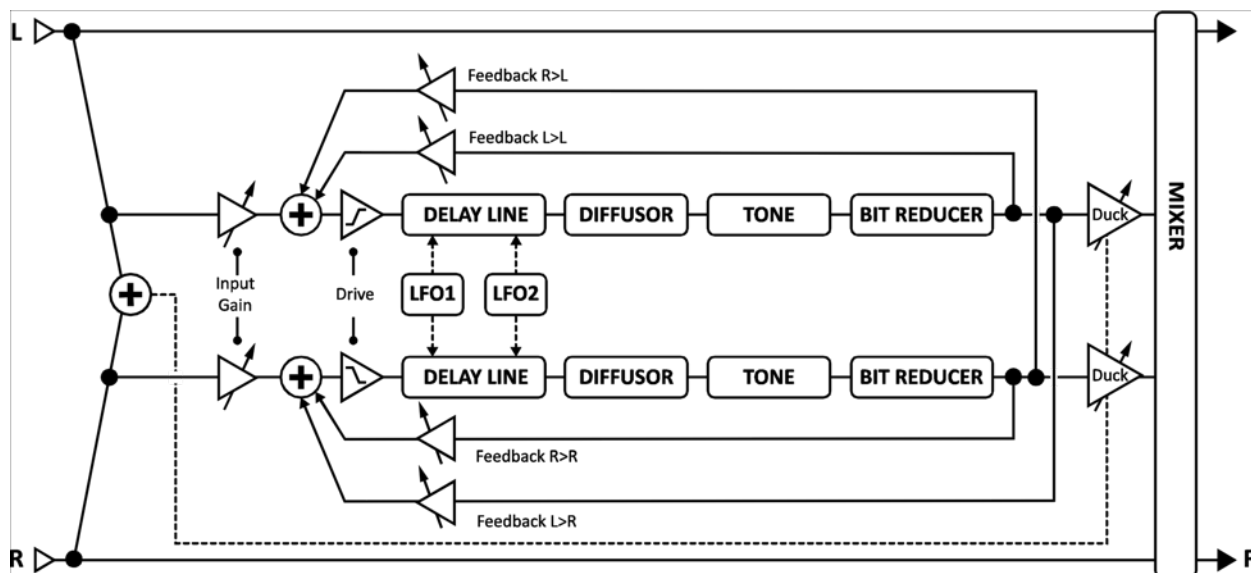 L
Feedback R>L
Feedback L>L
DELAY LINE
DIFFUSOR
TONE
BIT REDUCER
Duck
MIXER
Input
Gain
Drive
LFO1
LFO2
DELAY LINE
DIFFUSOR
TONE
BIT REDUCER
Duck
Feedback R>R
Feedback L>R
R